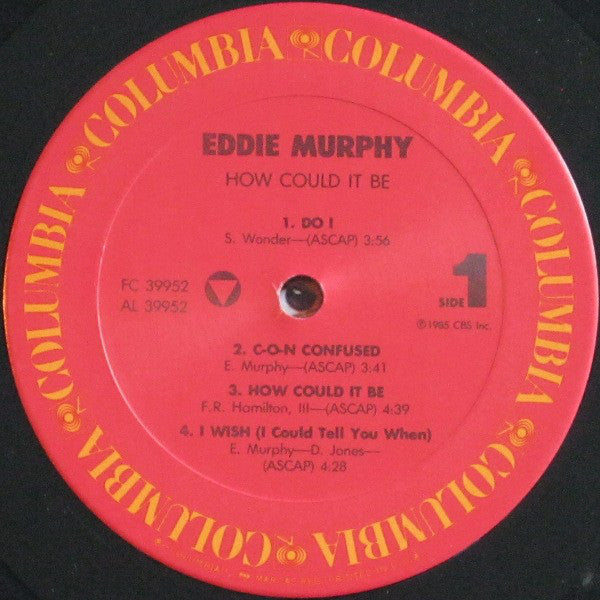 COLUMBIA COLUMBIA COLUMBIA COLUMBIA COLUMBIA COLUMBIA
EDDIE MURPHY
HOW COULD IT BE
1. DO I
S. Wonder—(ASCAP) 3:56
FC 39952
AL 39952
SIDE 1
℗1985 CBS Inc.
2. C-O-N CONFUSED
E. Murphy—(ASCAP) 3:41
3. HOW COULD IT BE
F.R. Hamilton, III—(ASCAP) 4:39
4. I WISH (I Could Tell You When)
E. Murphy—D. Jones—
(ASCAP) 4:28